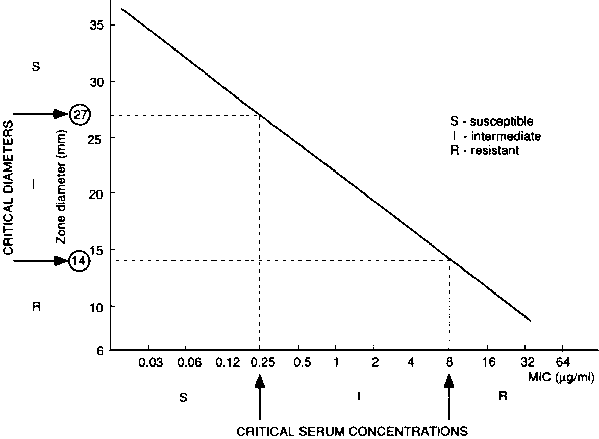 35
S
30
CRITICAL DIAMETERS
Zone diameter (mm)
27
25
I
20
15
14
R
10
6
S - susceptible
I - intermediate
R - resistant
0.03 0.06 0.12 0.25 0.5 1 2 4 8 16 32 64
MIC (μg/ml)
S I R
CRITICAL SERUM CONCENTRATIONS